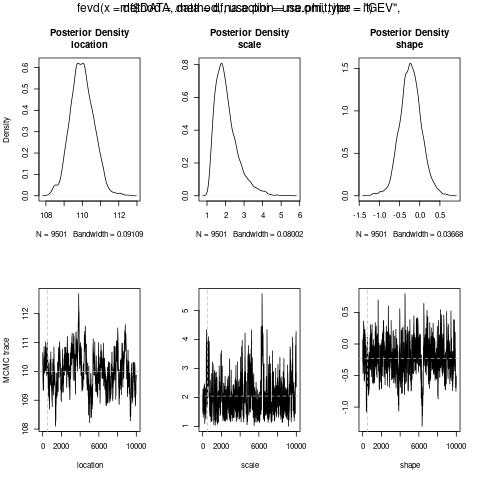 fevd(x =
Posterior Density
location
Posterior Density
scale
Posterior Density
shape
Density
0.0 0.1 0.2 0.3 0.4 0.5 0.6
108 110 112
N = 9501 Bandwidth = 0.09109
0.0 0.2 0.4 0.6 0.8
1 2 3 4 5 6
N = 9501 Bandwidth = 0.08002
0.0 0.5 1.0 1.5
-1.5 -1.0 -0.5 0.0 0.5
N = 9501 Bandwidth = 0.03668
MCMC trace
108 109 110 111 112
0 2000 6000 10000
location
1 2 3 4 5
0 2000 6000 10000
scale
-1.0 -0.5 0.0 0.5
0 2000 6000 10000
shape